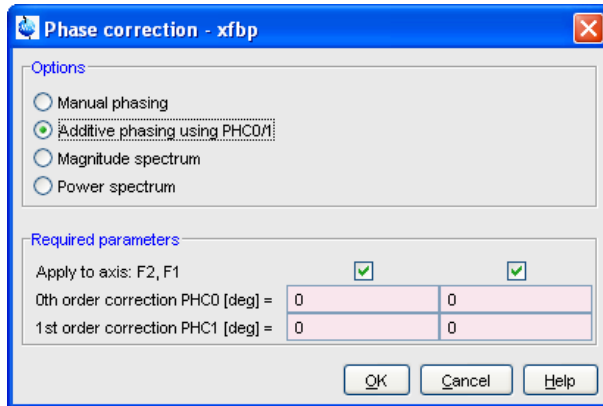 Phase correction - xfbp
Options
Manual phasing
Additive phasing using PHC0/1
Magnitude spectrum
Power spectrum
Required parameters
Apply to axis: F2, F1
0th order correction PHC0 [deg] = 0 0
1st order correction PHC1 [deg] = 0 0
OK Cancel Help